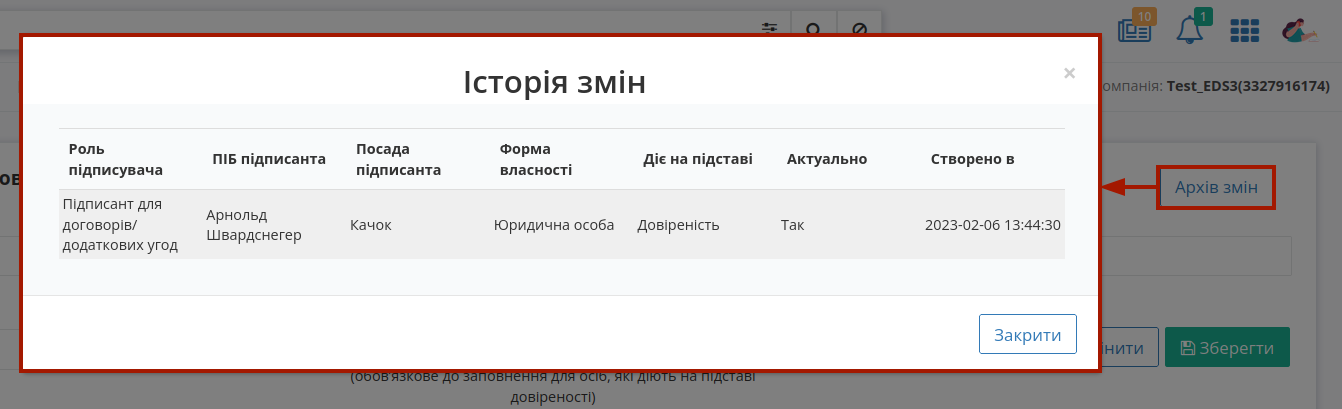 10
1
Історія змін
×
омпанія: Test_EDS3(3327916174)
Роль підписувача
ПІБ підписанта
Посада підписанта
Форма власності
Діє на підставі
Актуально
Створено в
ов
Архів змін
Підписант для
договорів/
додаткових угод
Арнольд
Швардснегер
Качок
Юридична особа
Довіреність
Так
2023-02-06 13:44:30
Закрити
інити
Зберегти
(обов'язкове до заповнення для осіб, які діють на підставі
довіреності)